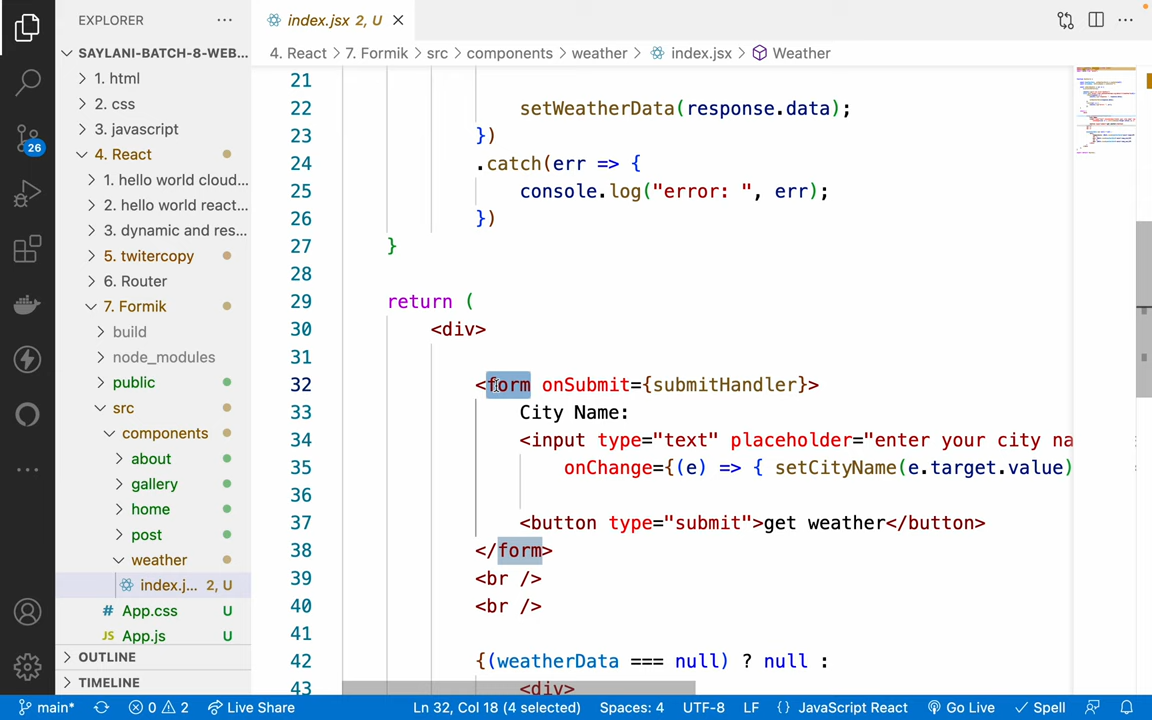 EXPLORER
index.jsx 2, U
SAYLANI-BATCH-8-WEB...
4. React > 7. Formik > src > components > weather > index.jsx > Weather
1. html
2. css
3. javascript
4. React
1. hello world cloud...
2. hello world react...
3. dynamic and res...
5. twitercopy
6. Router
7. Formik
build
node_modules
public
src
components
about
gallery
home
post
weather
index.j... 2, U
App.css U
App.js U
OUTLINE
TIMELINE
26
21
22 setWeatherData(response.data);
23 })
24 .catch(err => {
25 console.log("error: ", err);
26 })
27 }
28
29 return (
30 <div>
31
32 <form onSubmit={submitHandler}>
33 City Name:
34 <input type="text" placeholder="enter your city na
35 onChange={(e) => { setCityName(e.target.value)
36
37 <button type="submit">get weather</button>
38 </form>
39 <br />
40 <br />
41
42 {(weatherData === null) ? null :
43 <div>
main* 0 2 Live Share Ln 32, Col 18 (4 selected) Spaces: 4 UTF-8 LF {} JavaScript React Go Live Spell